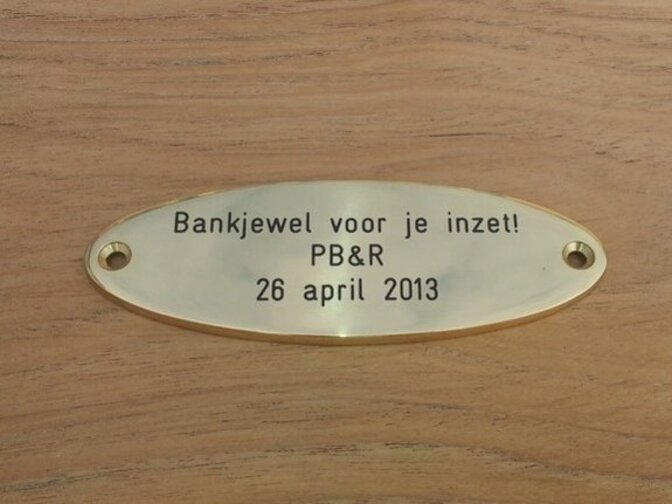 Bankjewel voor je inzet!
PB&R
26 april 2013